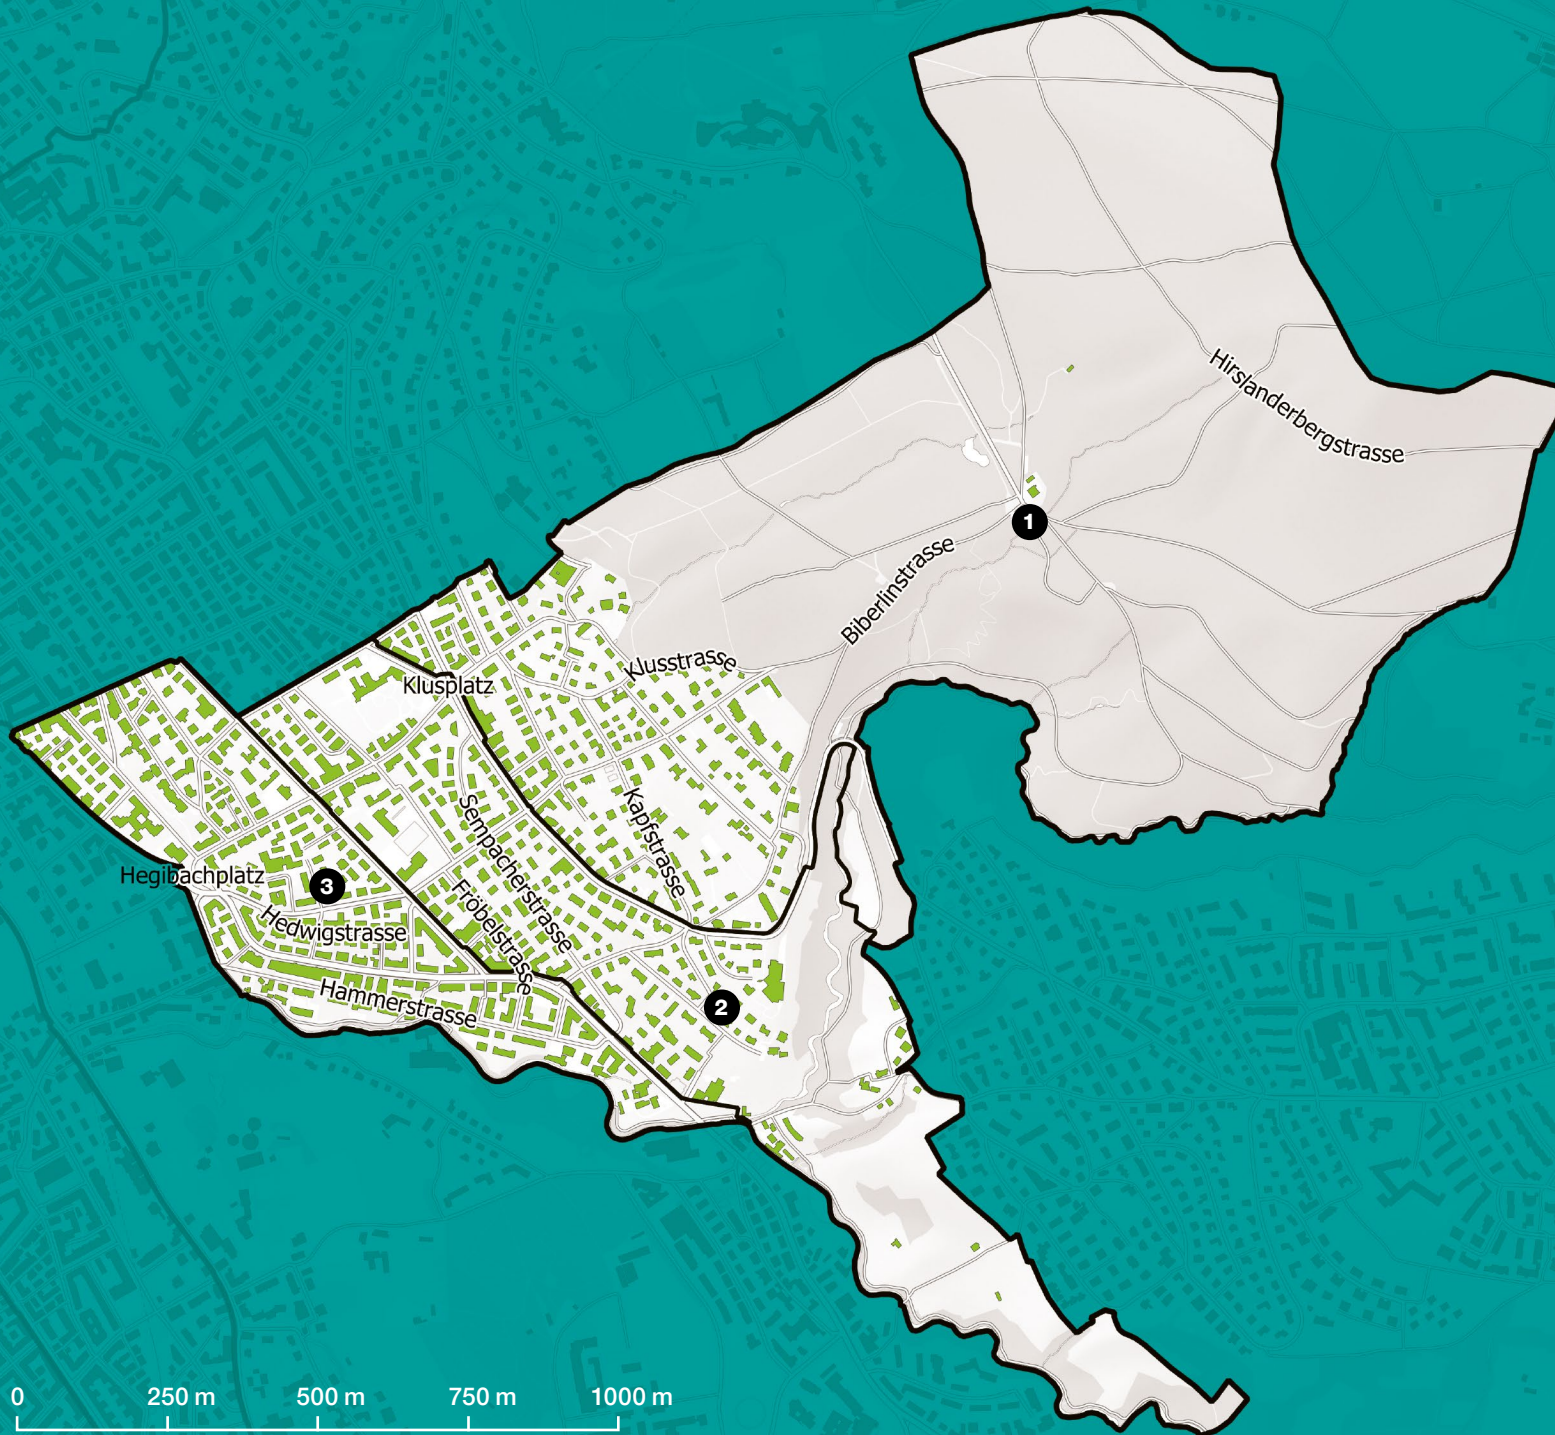 Hirslanderbergstrasse
1
Biberlinstrasse
Klusstrasse
Klusplatz
Kapfstrasse
Sempacherstrasse
Hegibachplatz
3
Fröbelstrasse
Hedwigstrasse
Hammerstrasse
2
0 250 m 500 m 750 m 1000 m